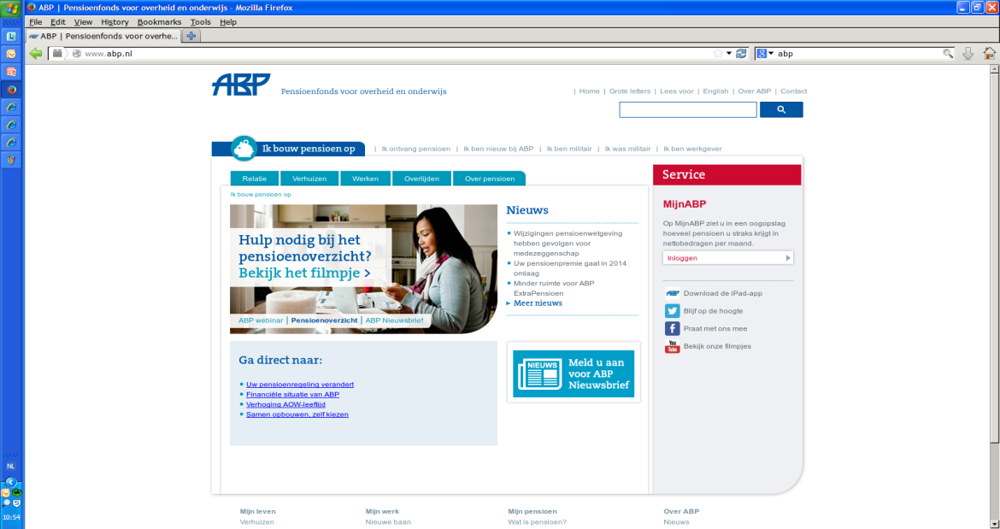 ABP | Pensioenfonds voor overheid en onderwijs - Mozilla Firefox
File Edit View History Bookmarks Tools Help
ABP | Pensioenfonds voor overhe...
www.abp.nl
abp
ABP Pensioenfonds voor overheid en onderwijs
| Home | Grote letters | Lees voor | English | Over ABP | Contact
Ik bouw pensioen op | Ik ontvang pensioen | Ik ben nieuw bij ABP | Ik ben militair | Ik was militair | Ik ben werkgever
Relatie Verhuizen Werken Overlijden Over pensioen
Ik bouw pensioen op
Hulp nodig bij het
pensioenoverzicht?
Bekijk het filmpje >
ABP webinar | Pensioenoverzicht | ABP Nieuwsbrief
Nieuws
Wijzigingen pensioenwetgeving
hebben gevolgen voor
medezeggenschap
Uw pensioenpremie gaat in 2014
omlaag
Minder ruimte voor ABP
ExtraPensioen
Meer nieuws
Ga direct naar:
Uw pensioenregeling verandert
Financiële situatie van ABP
Verhoging AOW-leeftijd
Samen opbouwen, zelf kiezen
NIEUWS
Meld u aan
voor ABP
Nieuwsbrief
Service
MijnABP
Op MijnABP ziet u in een oogopslag
hoeveel pensioen u straks krijgt in
nettobedragen per maand.
Inloggen
ABP Download de iPad-app
Blijf op de hoogte
f Praat met ons mee
You Tube Bekijk onze filmpjes
Mijn leven Mijn werk Mijn pensioen Over ABP
Verhuizen Nieuwe baan Wat is pensioen? Nieuws
NL
10:54